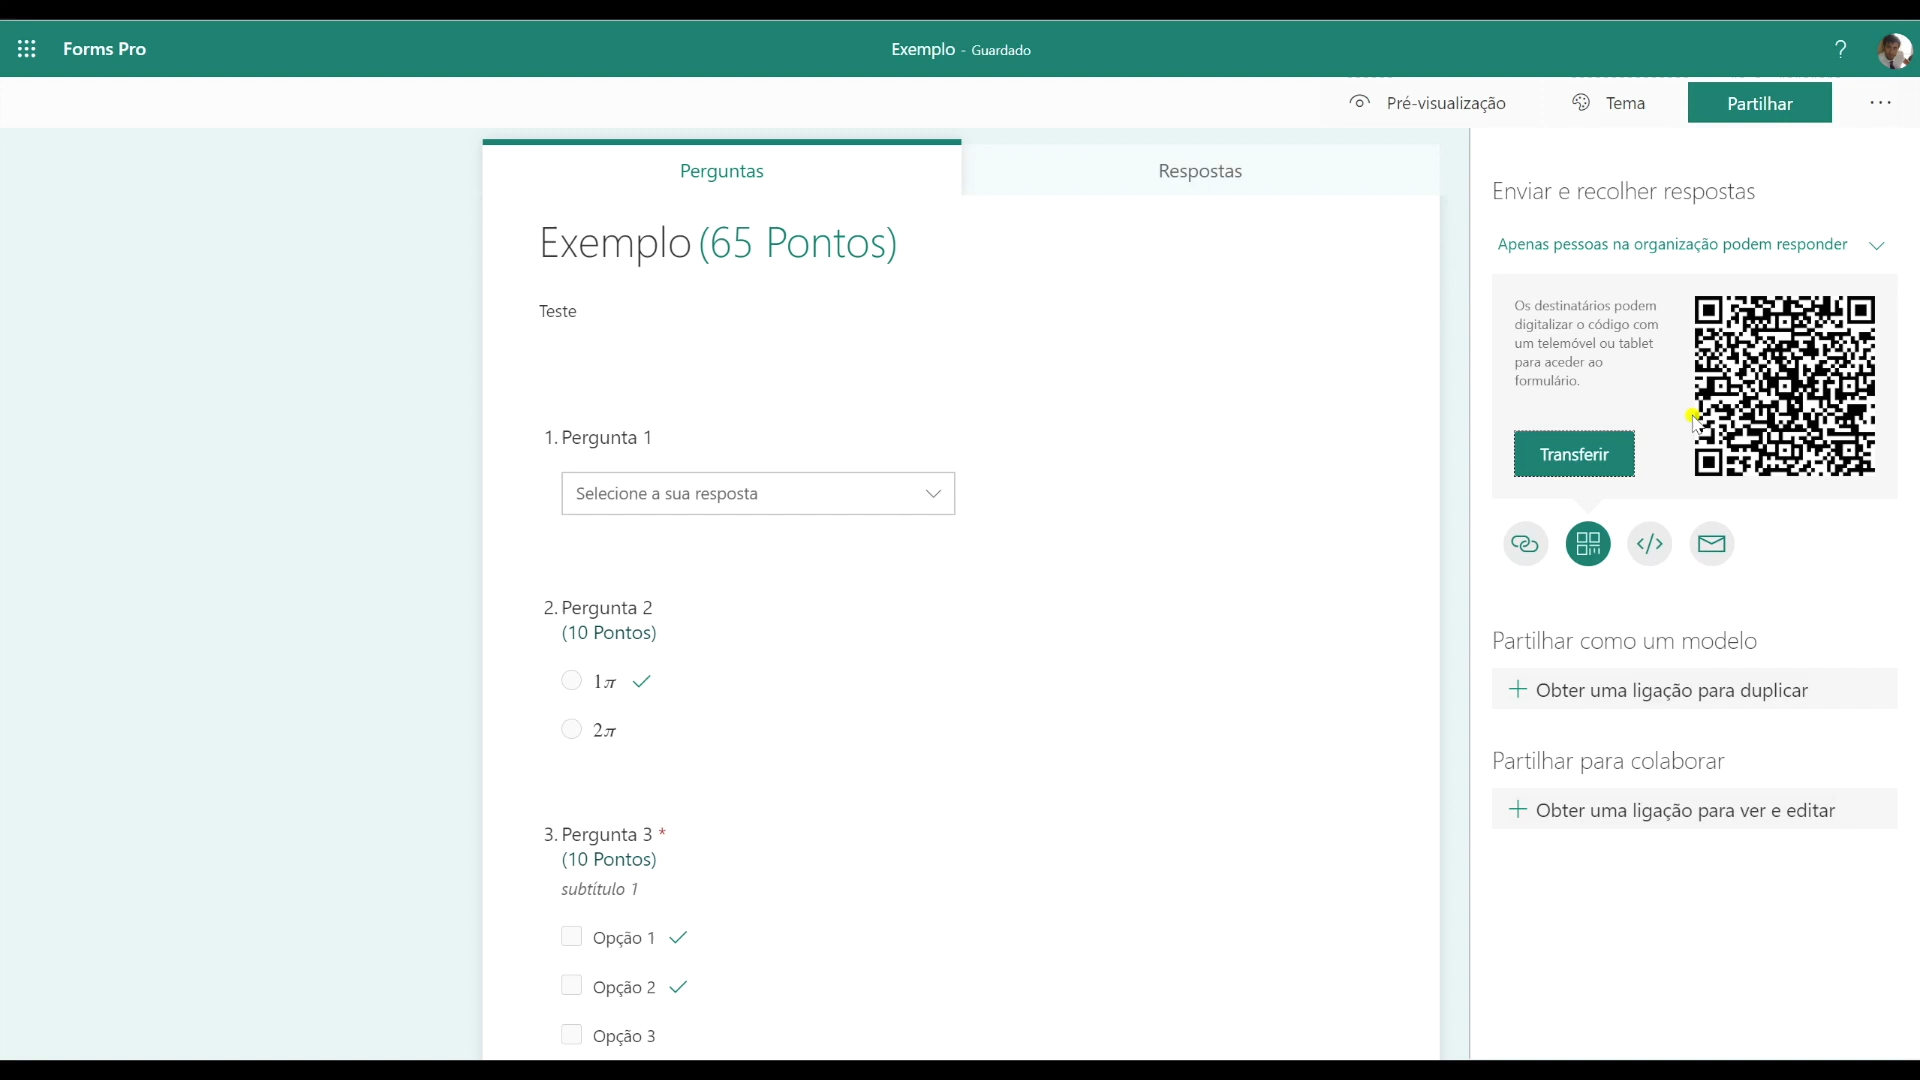 Forms Pro
Exemplo - Guardado
?
Pré-visualização
Tema
Partilhar
...
Perguntas
Respostas
Exemplo (65 Pontos)
Teste
1. Pergunta 1
Selecione a sua resposta
2. Pergunta 2
(10 Pontos)
1π
2π
3. Pergunta 3 *
(10 Pontos)
subtítulo 1
Opção 1
Opção 2
Opção 3
Enviar e recolher respostas
Apenas pessoas na organização podem responder
Os destinatários podem
digitalizar o código com
um telemóvel ou tablet
para aceder ao
formulário.
Transferir
</>
Partilhar como um modelo
+ Obter uma ligação para duplicar
Partilhar para colaborar
+ Obter uma ligação para ver e editar